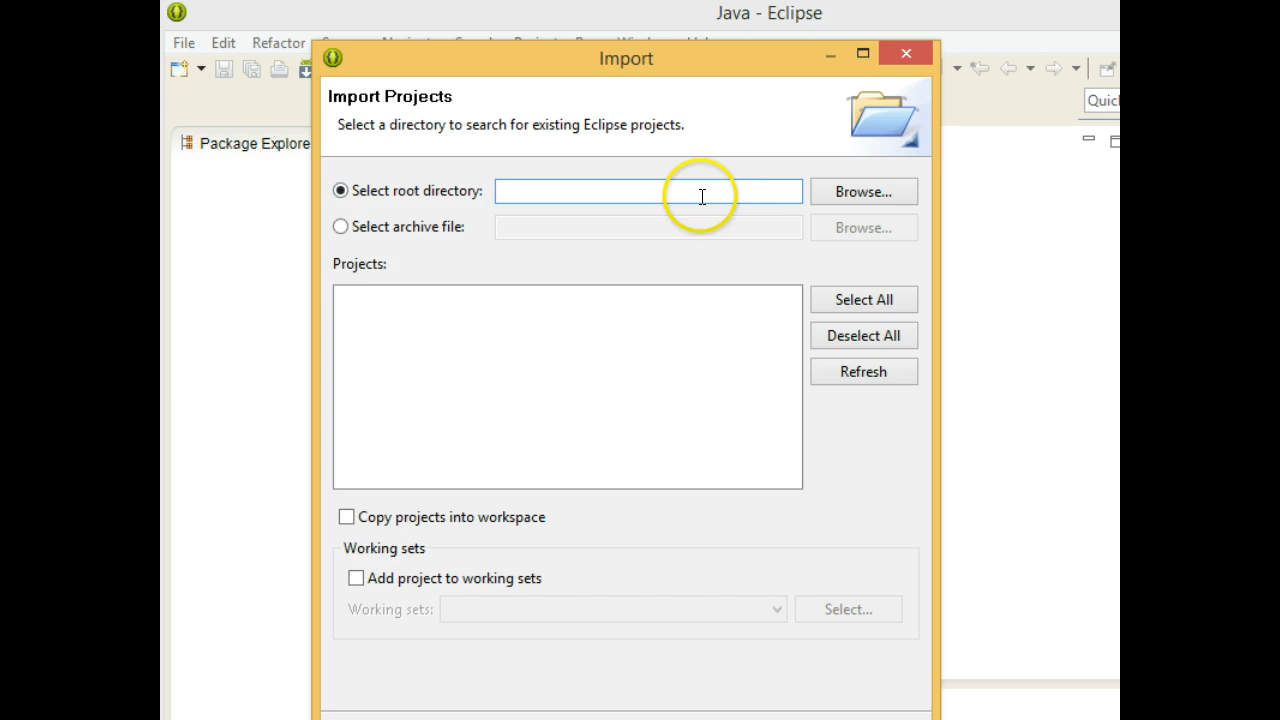 Java - Eclipse
File Edit Refactor
Import
Import Projects
Select a directory to search for existing Eclipse projects.
Quic
Package Explore
Select root directory: Browse...
Select archive file: Browse...
Projects:
Select All
Deselect All
Refresh
Copy projects into workspace
Working sets
Add project to working sets
Working sets: Select...